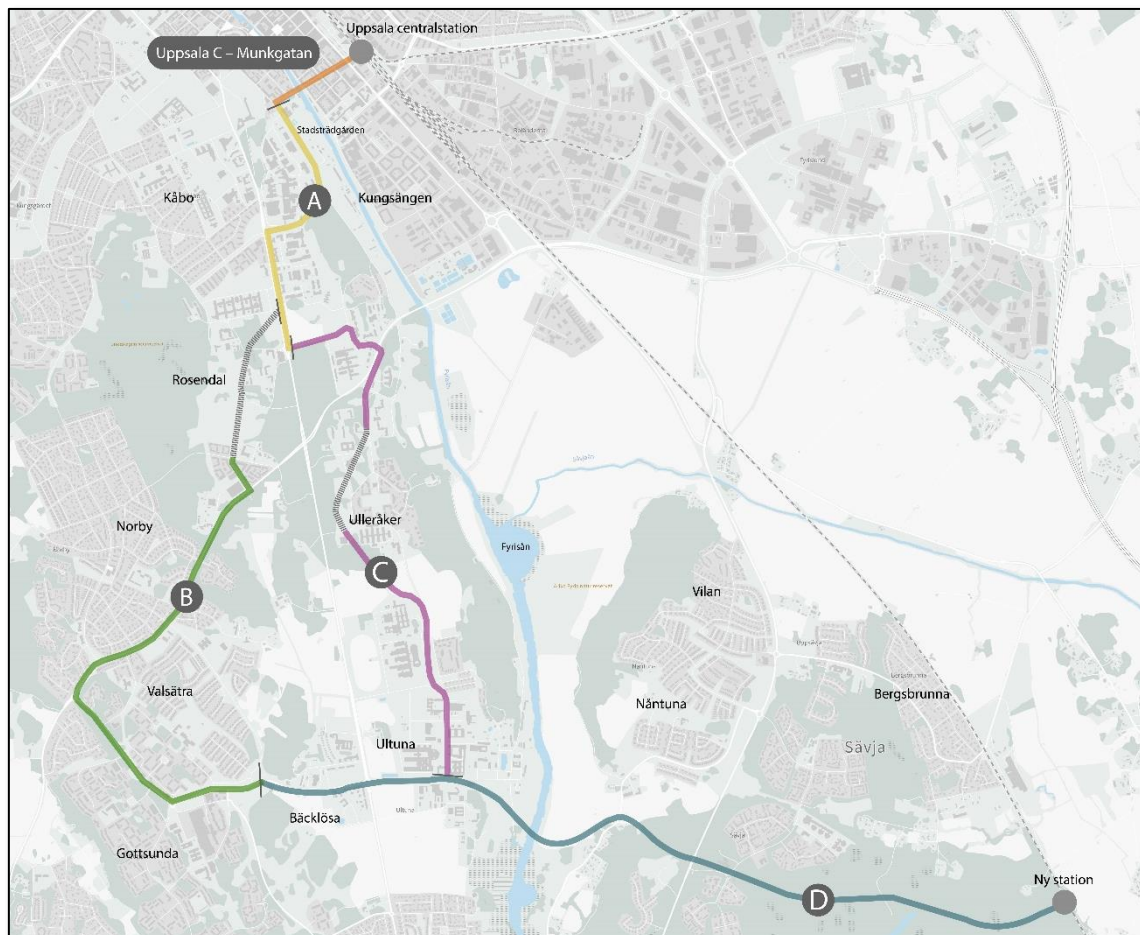 Uppsala centralstation
Uppsala C – Munkgatan
Stadsträdgården
Kåbo
A
Kungsängen
Rosendal
Ulleråker
Norby
Fyrisån
C
B
Vilan
Valsätra
Nåntuna
Bergsbrunna
Ultuna
Sävja
Bäcklösa
Gottsunda
Ny station
D